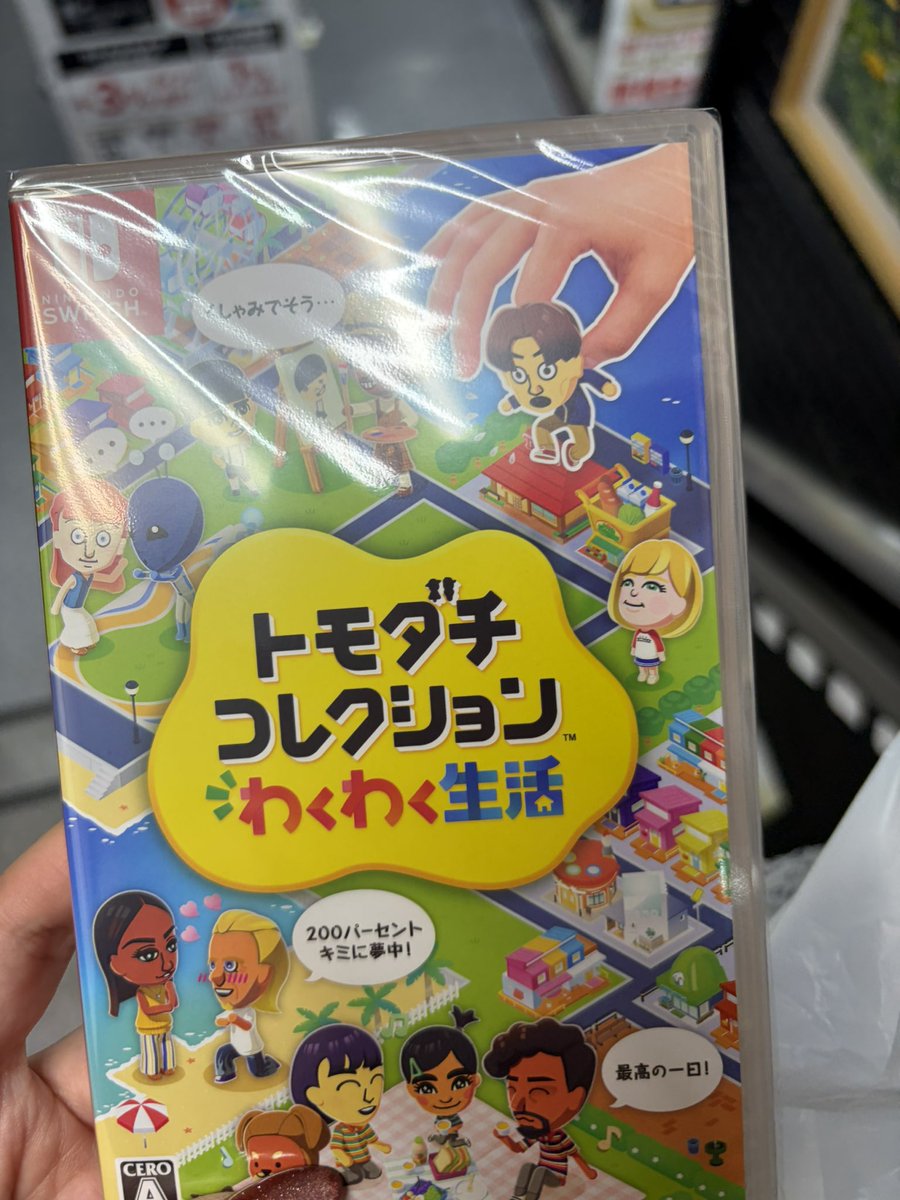 NINTENDO
SWITCH
しゃみでそう…
トモダチ
コレクション™
わくわく生活
200パーセント
キミに夢中!
最高の一日!
CERO
A